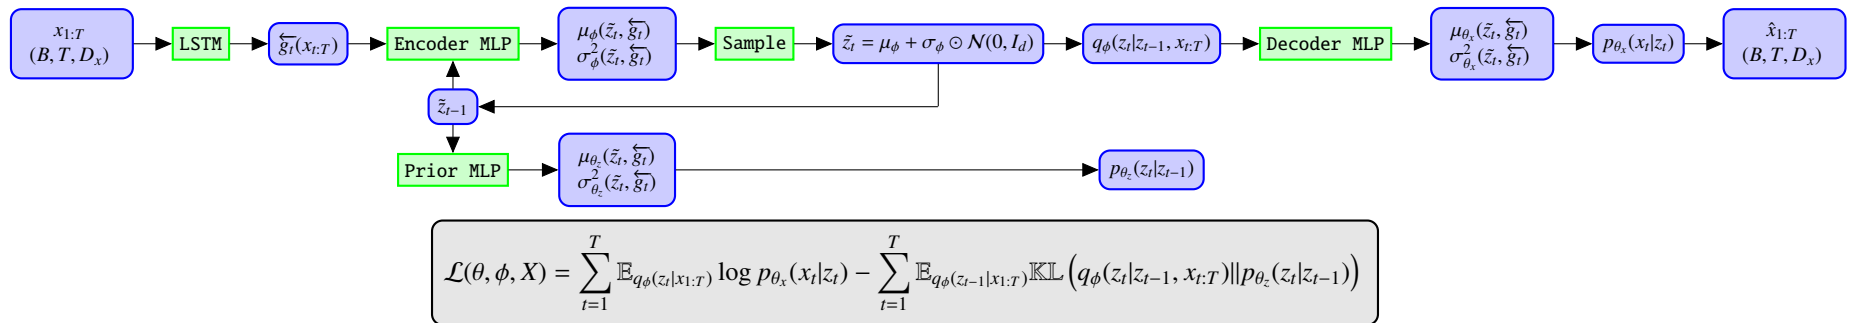 x_{1:T}
(B, T, D_x)
LSTM
\overleftarrow{g_t}(x_{t:T})
Encoder MLP
μ_ϕ(z̃_t, \overleftarrow{g_t})
σ²_ϕ(z̃_t, \overleftarrow{g_t})
Sample
z̃_t = μ_ϕ + σ_ϕ ⊙ 𝒩(0, I_d)
q_ϕ(z_t|z_{t−1}, x_{t:T})
Decoder MLP
μ_{θ_x}(z̃_t, \overleftarrow{g_t})
σ²_{θ_x}(z̃_t, \overleftarrow{g_t})
p_{θ_x}(x_t|z_t)
x̂_{1:T}
(B, T, D_x)
z̃_{t−1}
Prior MLP
μ_{θ_z}(z̃_t, \overleftarrow{g_t})
σ²_{θ_z}(z̃_t, \overleftarrow{g_t})
p_{θ_z}(z_t|z_{t−1})
ℒ(θ, ϕ, X) = ∑_{t=1}^{T} 𝔼_{q_ϕ(z_t|x_{1:T})} log p_{θ_x}(x_t|z_t) − ∑_{t=1}^{T} 𝔼_{q_ϕ(z_{t−1}|x_{1:T})} 𝕂𝕃 (q_ϕ(z_t|z_{t−1}, x_{t:T})||p_{θ_z}(z_t|z_{t−1}))